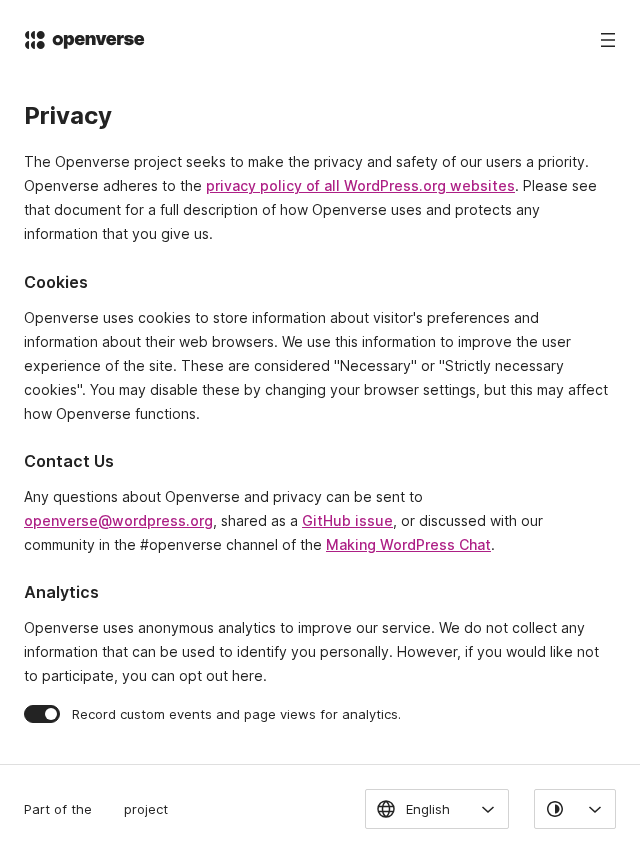 openverse
Privacy
The Openverse project seeks to make the privacy and safety of our users a priority.
Openverse adheres to the privacy policy of all WordPress.org websites. Please see
that document for a full description of how Openverse uses and protects any
information that you give us.
Cookies
Openverse uses cookies to store information about visitor's preferences and
information about their web browsers. We use this information to improve the user
experience of the site. These are considered "Necessary" or "Strictly necessary
cookies". You may disable these by changing your browser settings, but this may affect
how Openverse functions.
Contact Us
Any questions about Openverse and privacy can be sent to
openverse@wordpress.org, shared as a GitHub issue, or discussed with our
community in the #openverse channel of the Making WordPress Chat.
Analytics
Openverse uses anonymous analytics to improve our service. We do not collect any
information that can be used to identify you personally. However, if you would like not
to participate, you can opt out here.
Record custom events and page views for analytics.
Part of the project
English